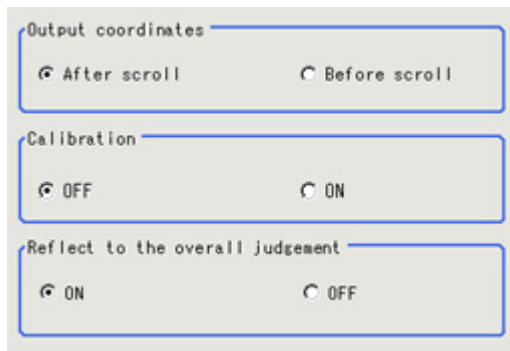 Output coordinates
After scroll Before scroll
Calibration
OFF ON
Reflect to the overall judgement
ON OFF